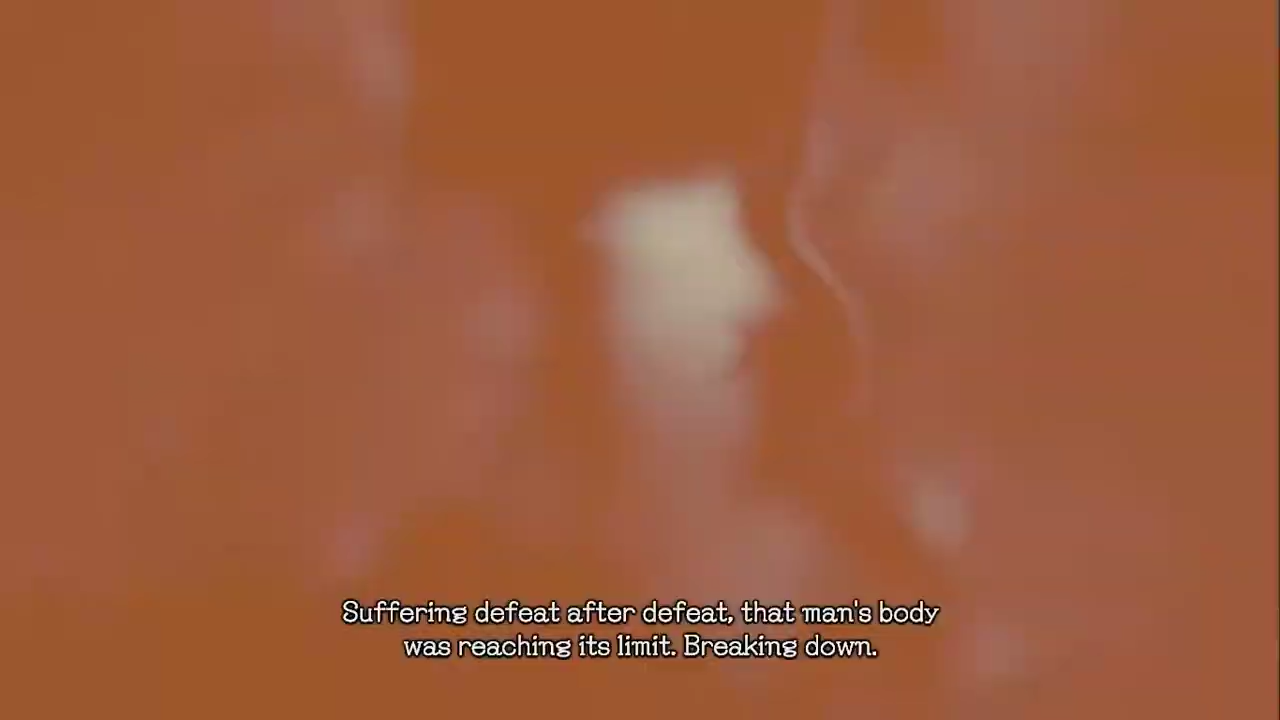 Suffering defeat after defeat, that man's body
was reaching its limit. Breaking down.